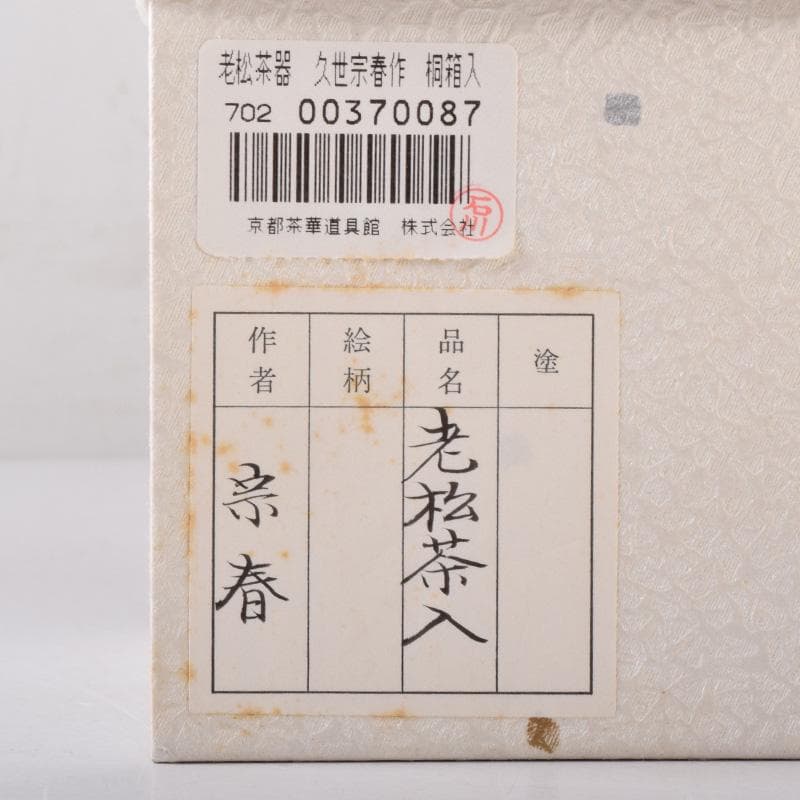 老松茶器 久世宗春作 桐箱入
702 00370087
京都茶華道具館 株式会社
石川
塗
品名
老松茶入
絵柄
作者
宗春